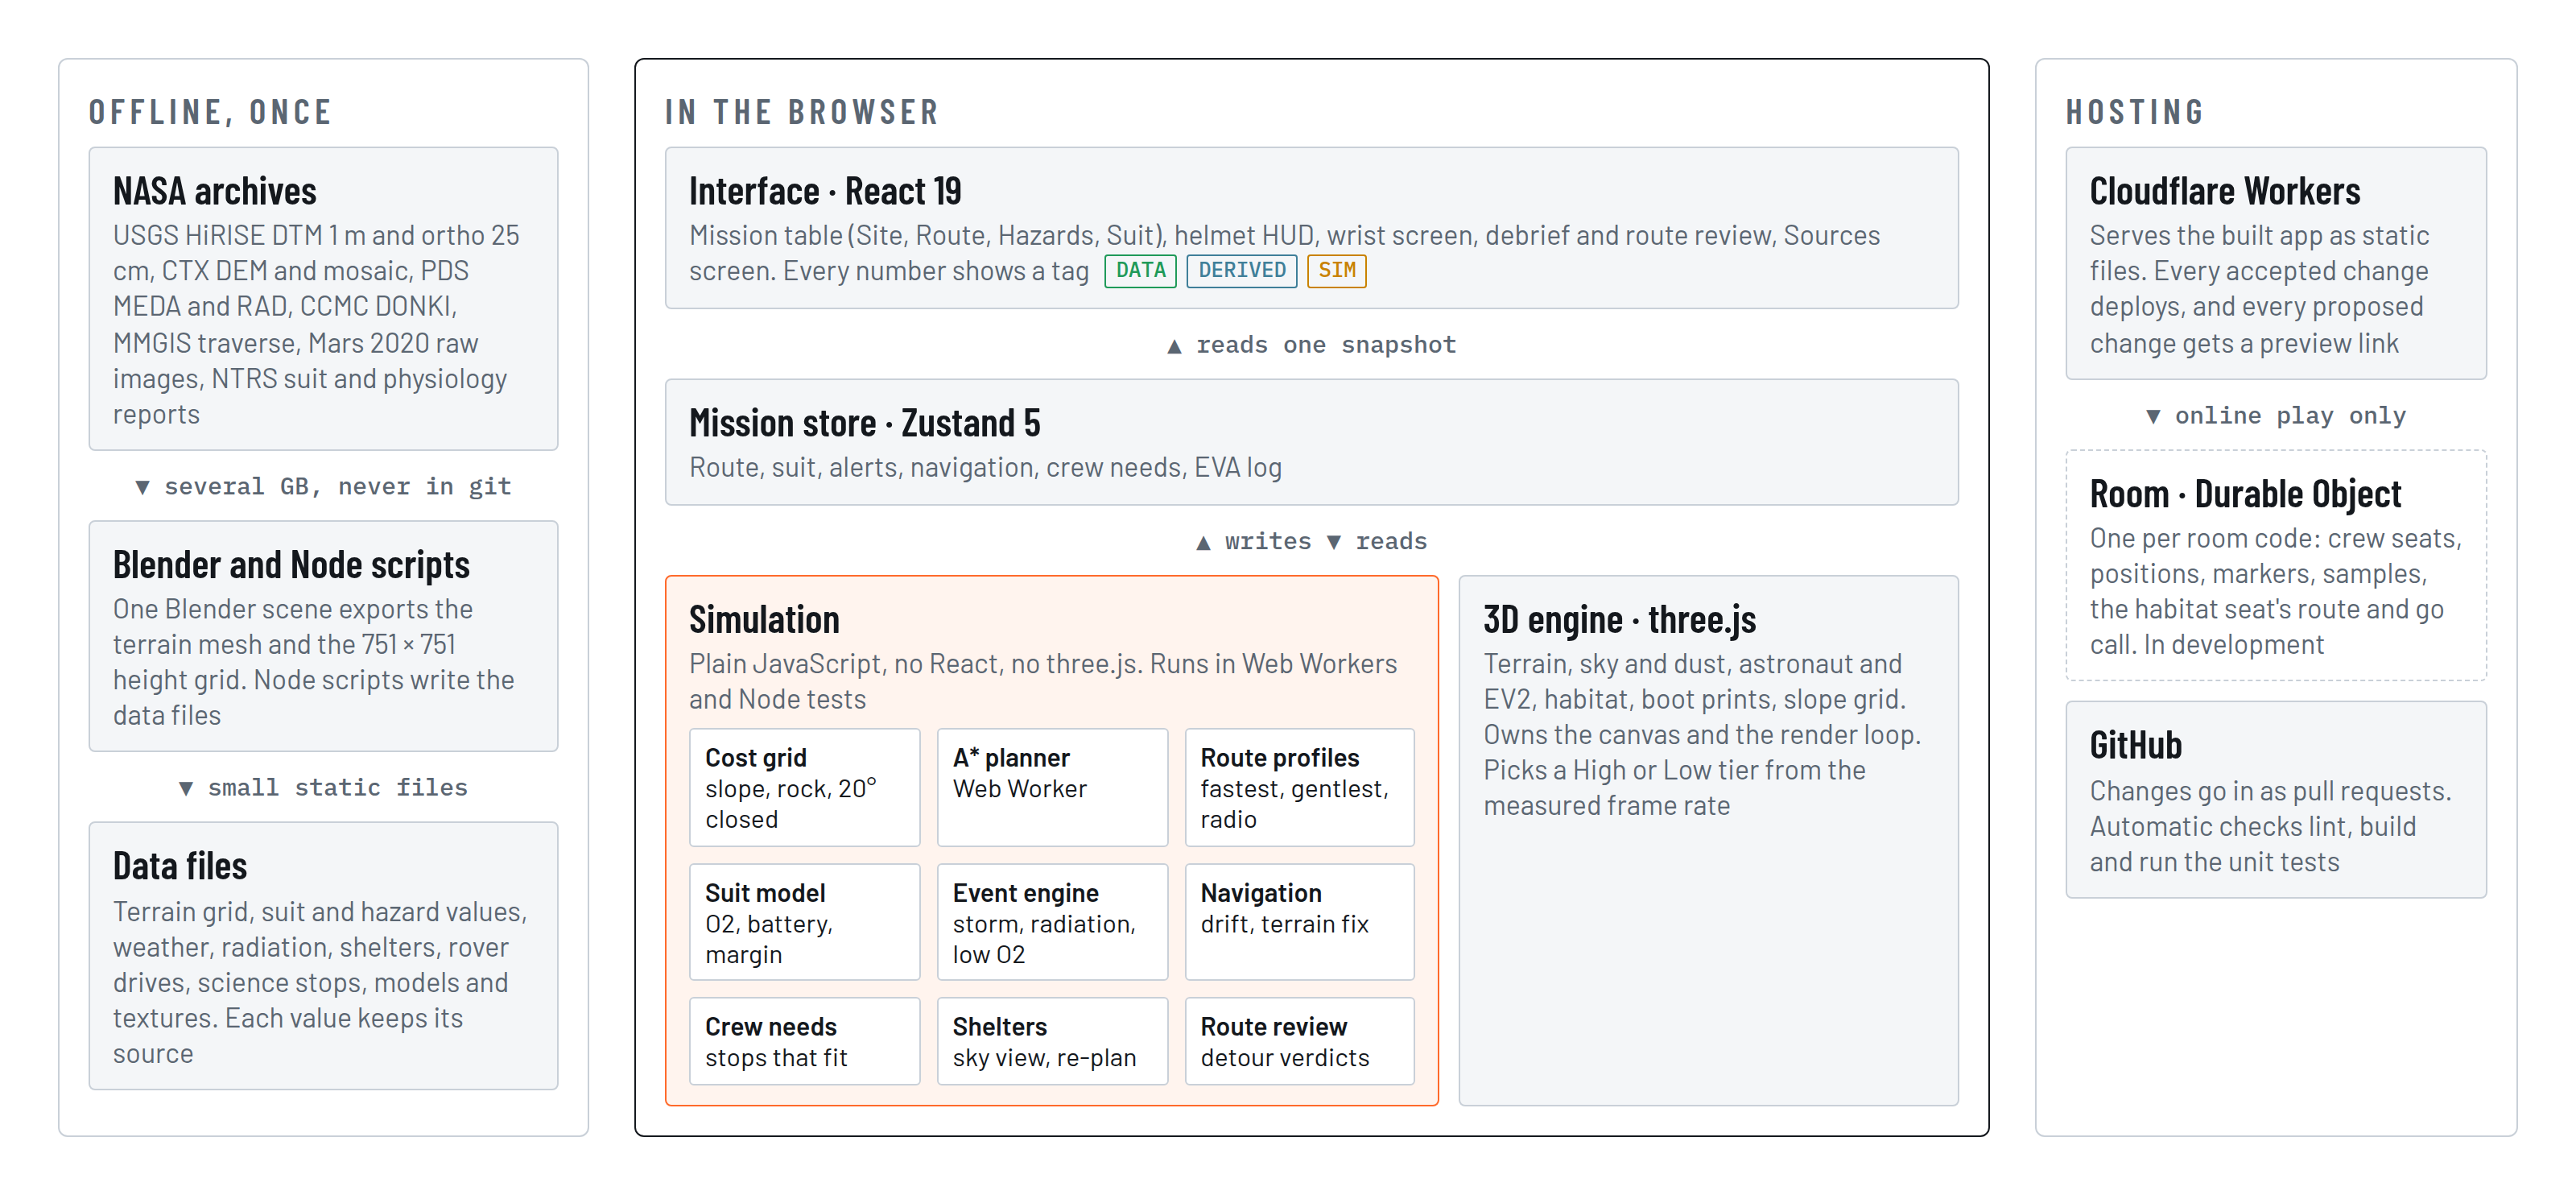 OFFLINE, ONCE
NASA archives
USGS HiRISE DTM 1 m and ortho 25
cm, CTX DEM and mosaic, PDS
MEDA and RAD, CCMC DONKI,
MMGIS traverse, Mars 2020 raw
images, NTRS suit and physiology
reports
▼ several GB, never in git
Blender and Node scripts
One Blender scene exports the
terrain mesh and the 751 × 751
height grid. Node scripts write the
data files
▼ small static files
Data files
Terrain grid, suit and hazard values,
weather, radiation, shelters, rover
drives, science stops, models and
textures. Each value keeps its
source
IN THE BROWSER
Interface · React 19
Mission table (Site, Route, Hazards, Suit), helmet HUD, wrist screen, debrief and route review, Sources
screen. Every number shows a tag DATA DERIVED SIM
▲ reads one snapshot
Mission store · Zustand 5
Route, suit, alerts, navigation, crew needs, EVA log
▲ writes ▼ reads
Simulation
Plain JavaScript, no React, no three.js. Runs in Web Workers
and Node tests
Cost grid
slope, rock, 20°
closed
A* planner
Web Worker
Route profiles
fastest, gentlest,
radio
Suit model
O2, battery,
margin
Event engine
storm, radiation,
low O2
Navigation
drift, terrain fix
Crew needs
stops that fit
Shelters
sky view, re-plan
Route review
detour verdicts
3D engine · three.js
Terrain, sky and dust, astronaut and
EV2, habitat, boot prints, slope grid.
Owns the canvas and the render loop.
Picks a High or Low tier from the
measured frame rate
HOSTING
Cloudflare Workers
Serves the built app as static
files. Every accepted change
deploys, and every proposed
change gets a preview link
▼ online play only
Room · Durable Object
One per room code: crew seats,
positions, markers, samples,
the habitat seat's route and go
call. In development
GitHub
Changes go in as pull requests.
Automatic checks lint, build
and run the unit tests